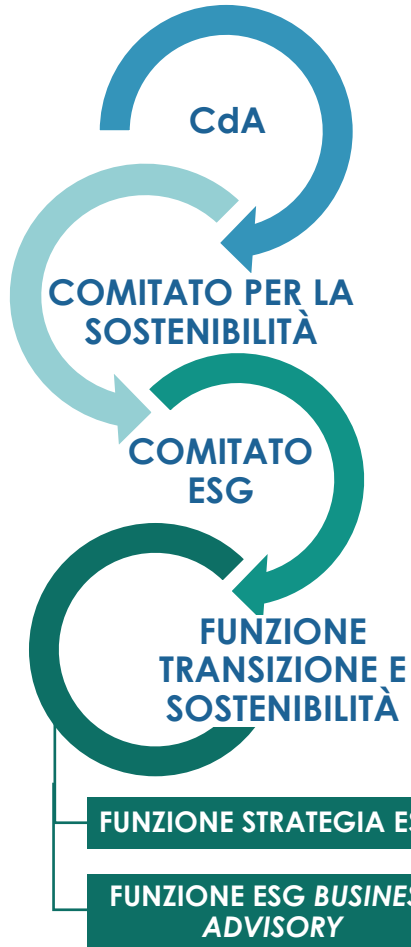 CdA
COMITATO PER LA
SOSTENIBILITÀ
COMITATO
ESG
FUNZIONE
TRANSIZIONE E
SOSTENIBILITÀ
FUNZIONE STRATEGIA
FUNZIONE ESG
ADVISORY